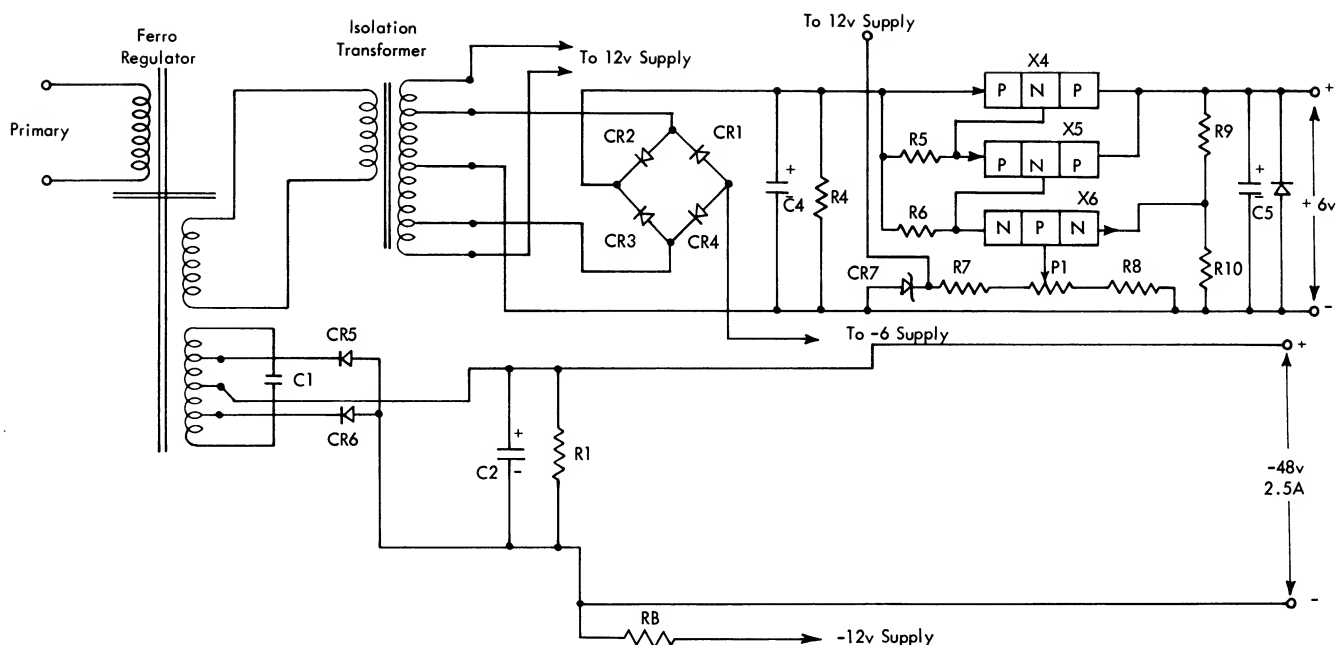 Ferro
Regulator
Isolation
Transformer
To 12v Supply
To 12v Supply
Primary
CR2
CR1
CR3
CR4
+
C4
-
R4
X4
P N P
R5
X5
P N P
R6
X6
N P N
R9
R10
+
C5
-
+
+ 6v
-
CR7
R7
P1
R8
To -6 Supply
CR5
C1
CR6
+
C2
-
R1
+
-48v
2.5A
-
RB
-12v Supply